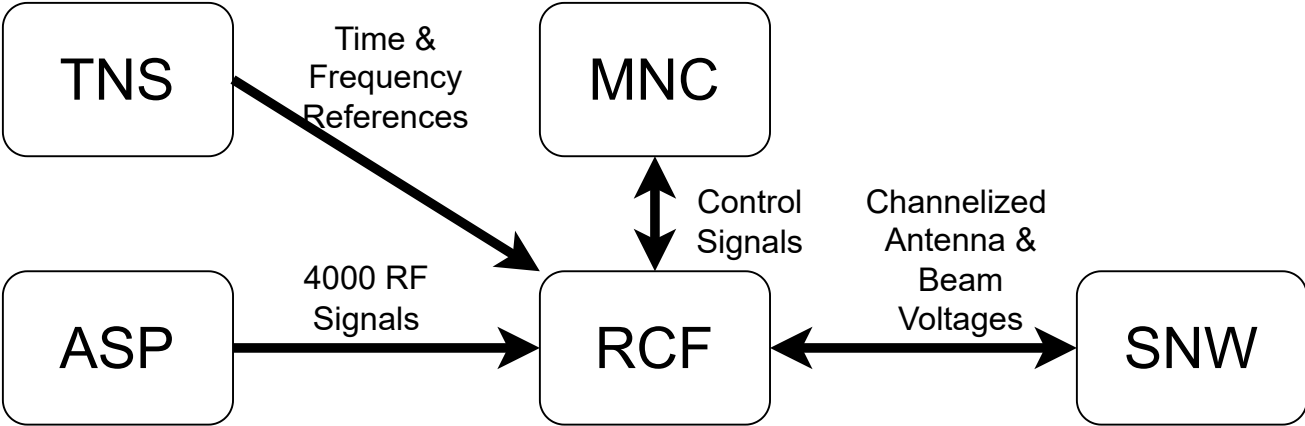 TNS
Time &
Frequency
References
MNC
Control
Signals
Channelized
Antenna &
Beam
Voltages
ASP
4000 RF
Signals
RCF
SNW